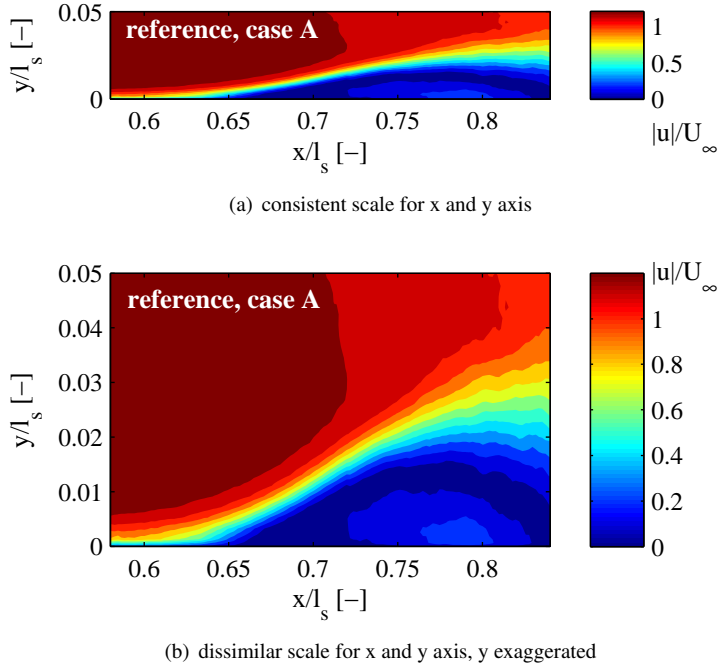 reference, case A
0.05
0
y/l_s [–]
0.6
0.65
0.7
0.75
0.8
x/l_s [–]
1
0.5
0
|u|/U_∞
(a) consistent scale for x and y axis
reference, case A
0.05
0.04
0.03
0.02
0.01
0
y/l_s [–]
0.6
0.65
0.7
0.75
0.8
x/l_s [–]
|u|/U_∞
1
0.8
0.6
0.4
0.2
0
(b) dissimilar scale for x and y axis, y exaggerated